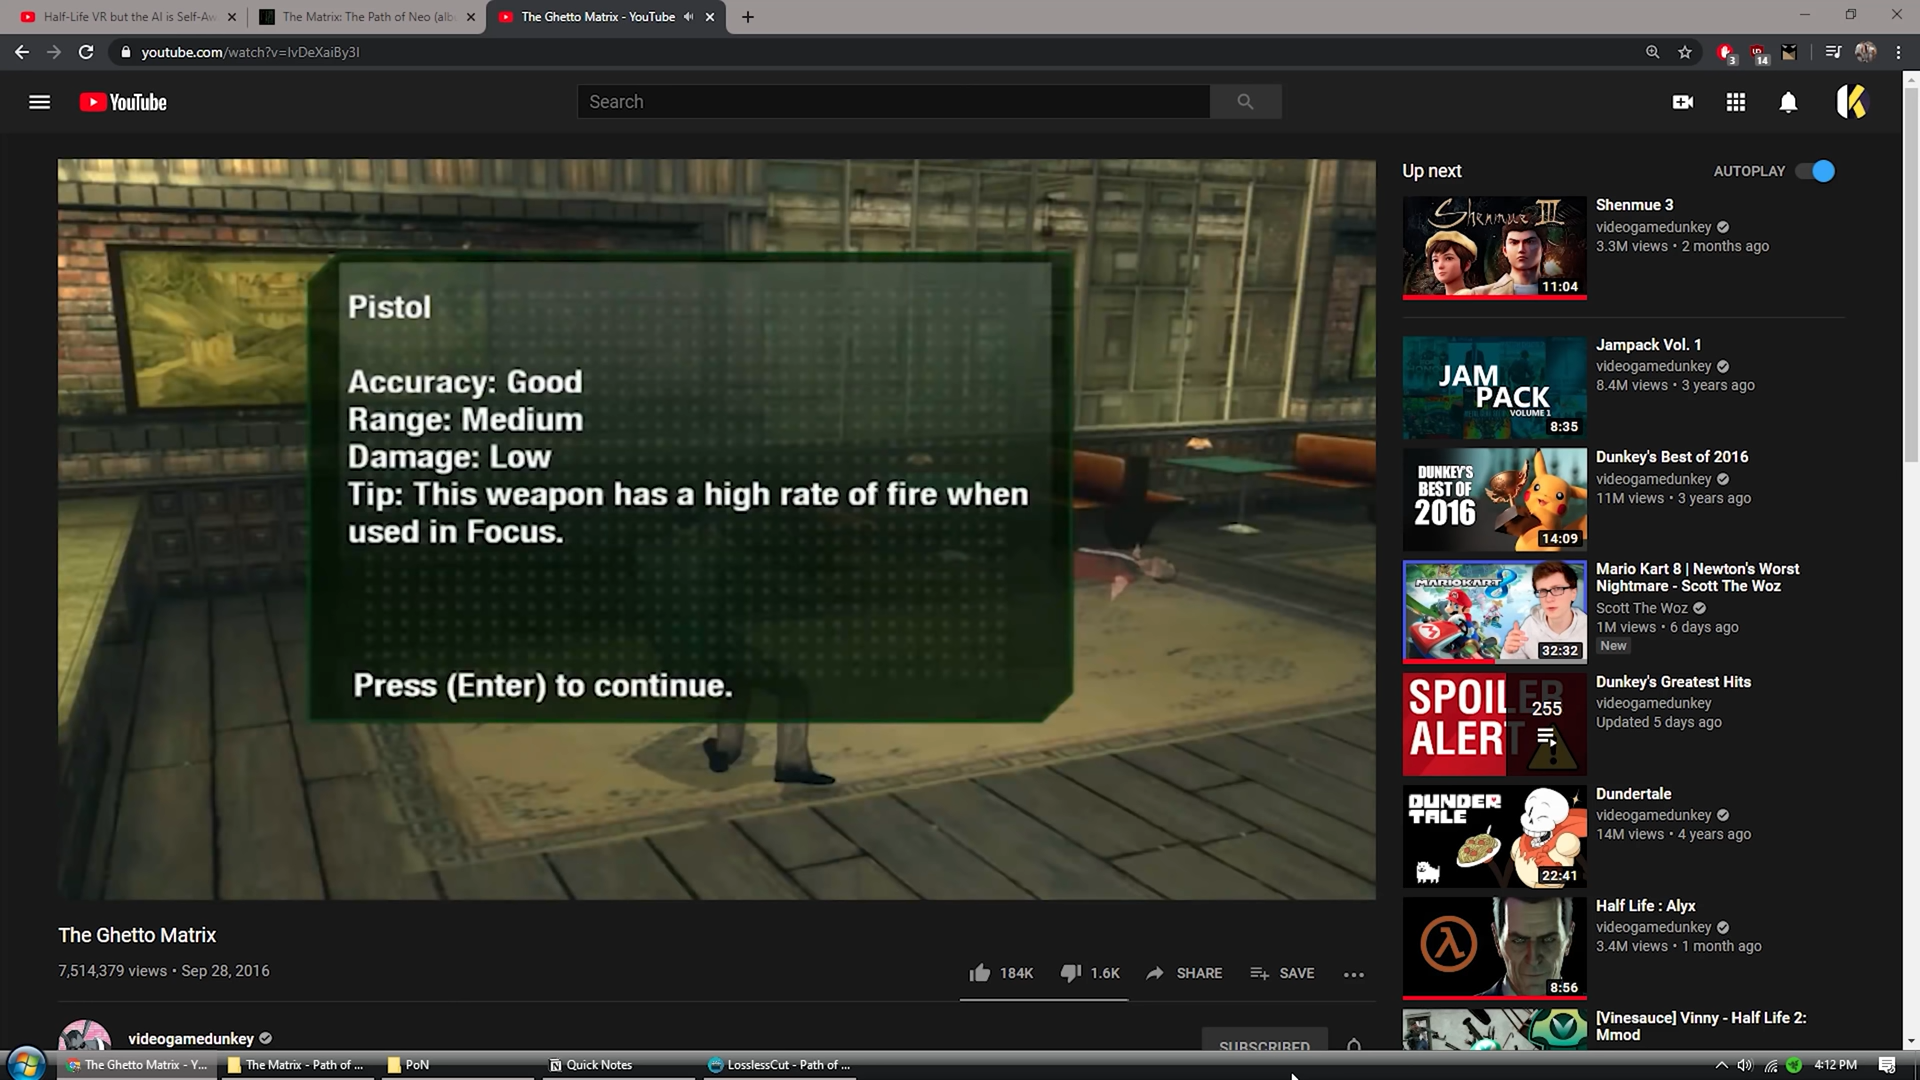 Half-Life VR but the AI is Self-Aw
The Matrix: The Path of Neo (alb
The Ghetto Matrix - YouTube
youtube.com/watch?v=IvDeXaiBy3I
3
14
YouTube
Search
Pistol
Accuracy: Good
Range: Medium
Damage: Low
Tip: This weapon has a high rate of fire when
used in Focus.
Press (Enter) to continue.
The Ghetto Matrix
7,514,379 views • Sep 28, 2016
184K
1.6K
SHARE
SAVE
videogamedunkey
SUBSCRIBED
Up next
AUTOPLAY
Shenmue III
11:04
Shenmue 3
videogamedunkey
3.3M views • 2 months ago
JAM
PACK
VOLUME 1
8:35
Jampack Vol. 1
videogamedunkey
8.4M views • 3 years ago
DUNKEY'S
BEST OF
2016
14:09
Dunkey's Best of 2016
videogamedunkey
11M views • 3 years ago
MARIOKART 8
32:32
Mario Kart 8 | Newton's Worst
Nightmare - Scott The Woz
Scott The Woz
1M views • 6 days ago
New
SPOILER
ALERT
255
Dunkey's Greatest Hits
videogamedunkey
Updated 5 days ago
DUNDER
TALE
22:41
Dundertale
videogamedunkey
14M views • 4 years ago
8:56
Half Life : Alyx
videogamedunkey
3.4M views • 1 month ago
[Vinesauce] Vinny - Half Life 2:
Mmod
The Ghetto Matrix - Y...
The Matrix - Path of ...
PoN
Quick Notes
LosslessCut - Path of ...
4:12 PM